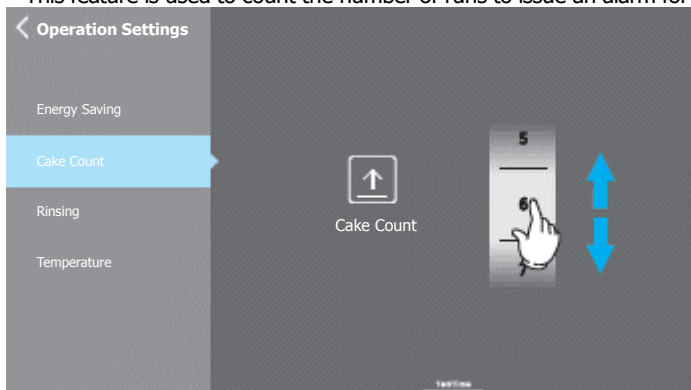 This feature is used to count the number of runs to issue an alarm for
Operation Settings
Energy Saving
Cake Count
Rinsing
Temperature
Cake Count
5
6
7